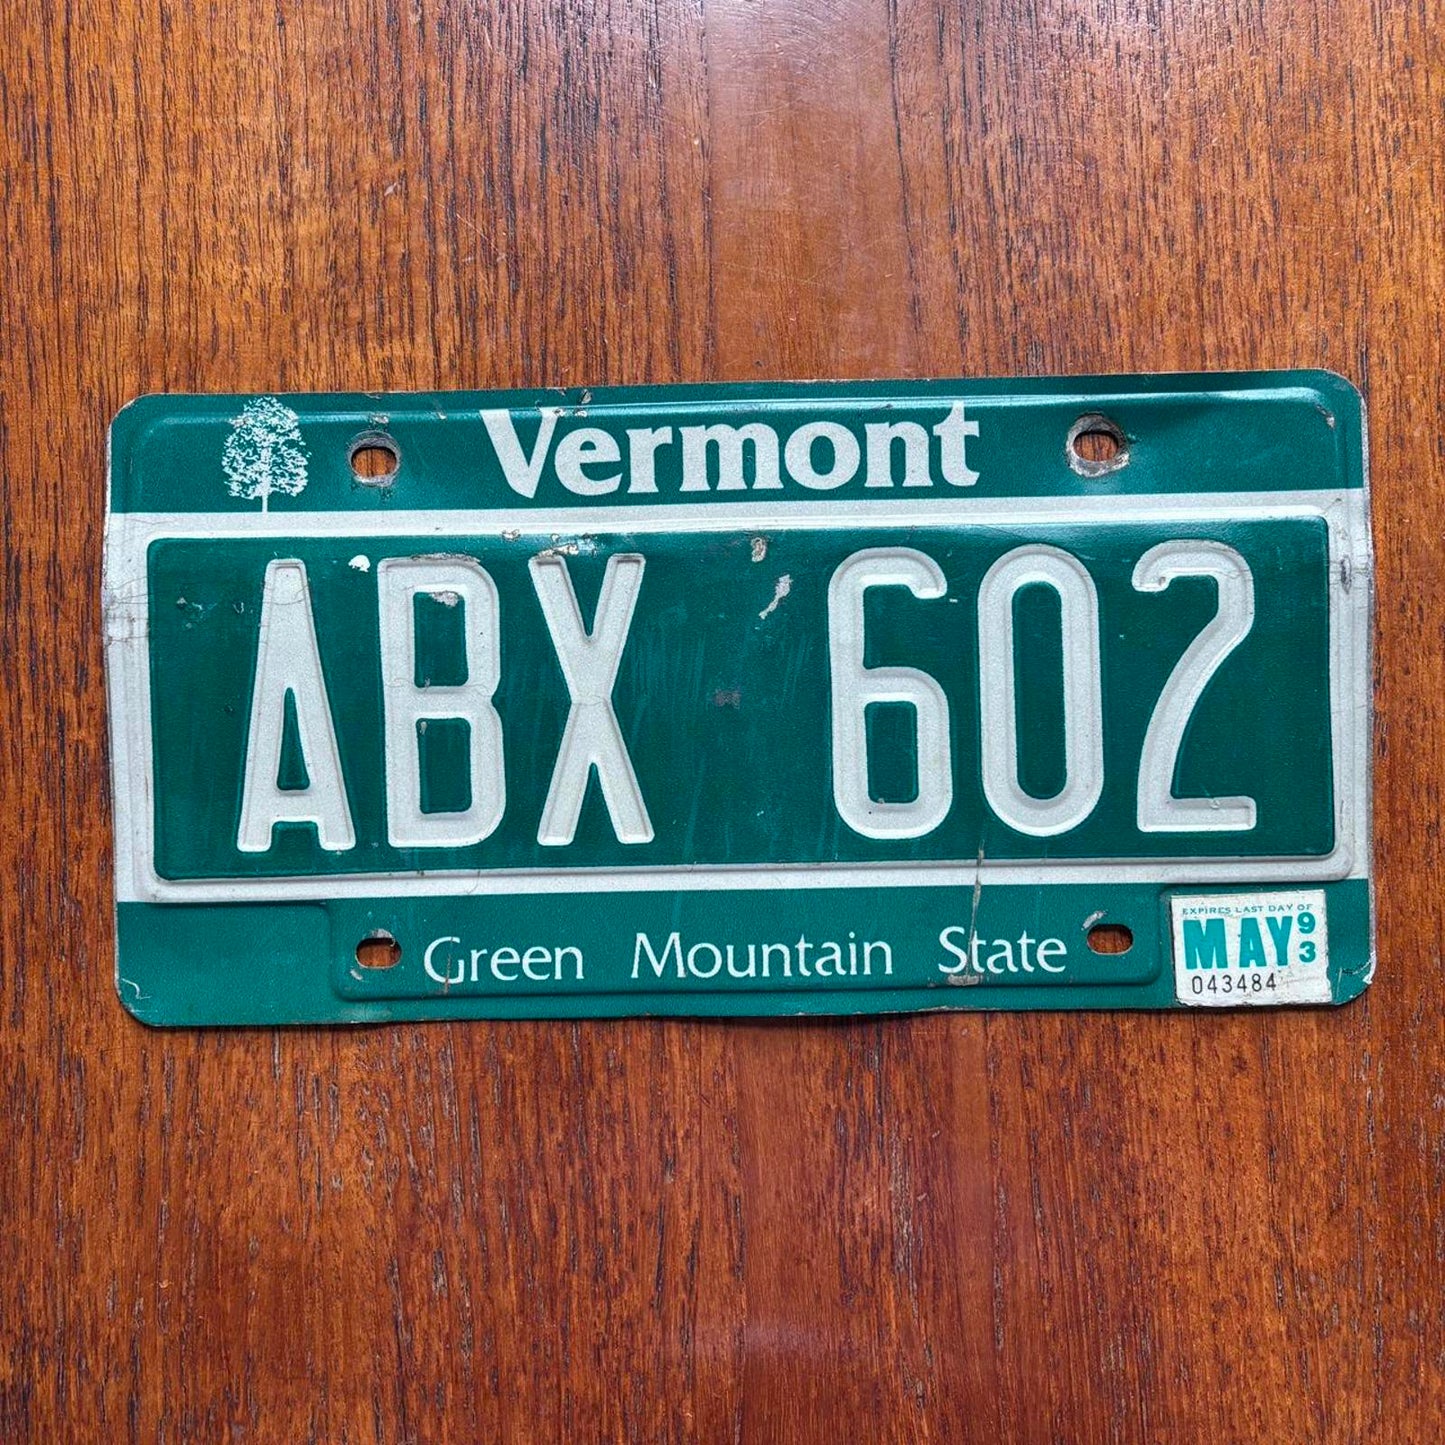 Vermont
ABX 602
Green Mountain State
EXPIRES LAST DAY OF
MAY 93
043484